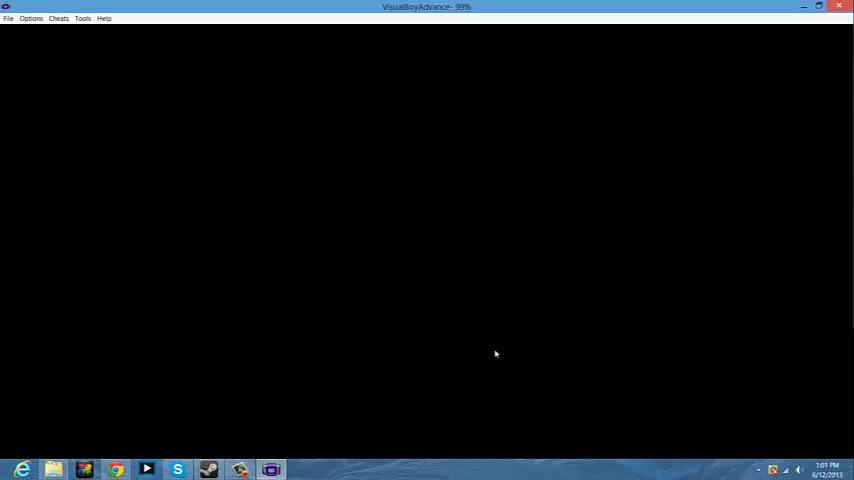 VisualBoyAdvance- 99%
File Options Cheats Tools Help
1:01 PM
6/12/2013